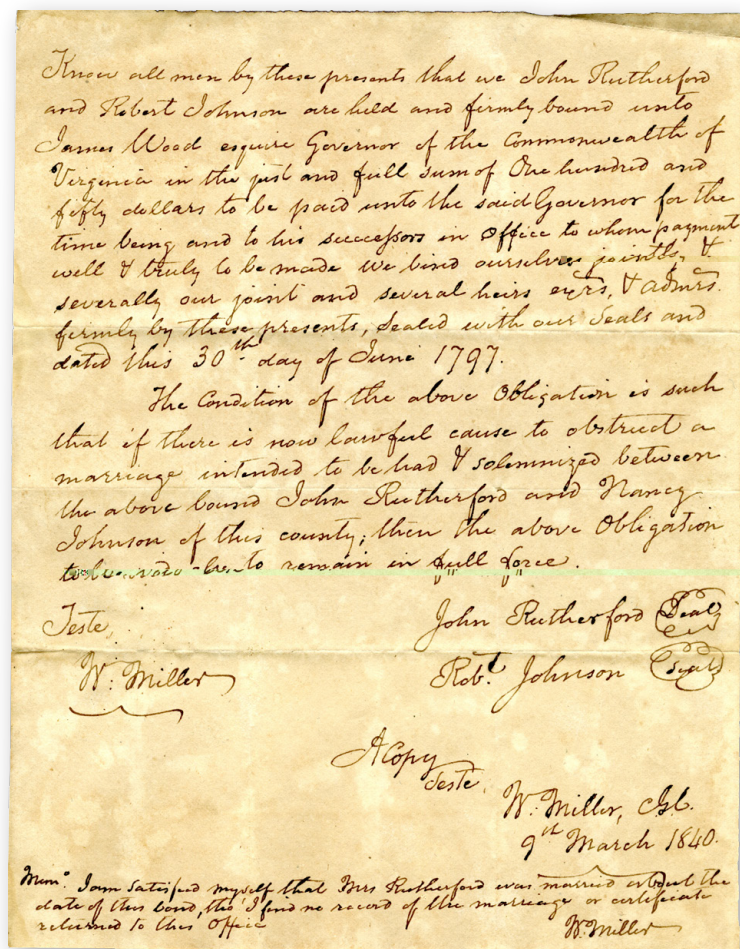 Know all men by these presents that we John Rutherford
and Robert Johnson are held and firmly bound unto
James Wood esquire Governor of the Commonwealth of
Virginia in the just and full sum of One hundred and
fifty dollars to be paid unto the said Governor for the
time being and to his successors in Office to whom payment
well & truly to be made We bind ourselves jointly &
severally our joint and several heirs exrs, & admrs.
firmly by these presents, Sealed with our Seals and
dated this 30th day of June 1797.
The Condition of the above Obligation is such
that if there is now lawful cause to obstruct a
marriage intended to be had & solemnized between
the above bound John Rutherford and Nancy
Johnson of this county; then the above Obligation
to be void to remain in full force.
John Rutherford Seal
Teste,
Robt. Johnson Seal
W: Miller
A Copy
Teste,
W. Miller,
9th March 1840.
Memo. I am satisfied myself that Mrs Rutherford was married about the
date of this bond, tho' I find no record of the marriage or certificate
returned to this Office
W. Miller